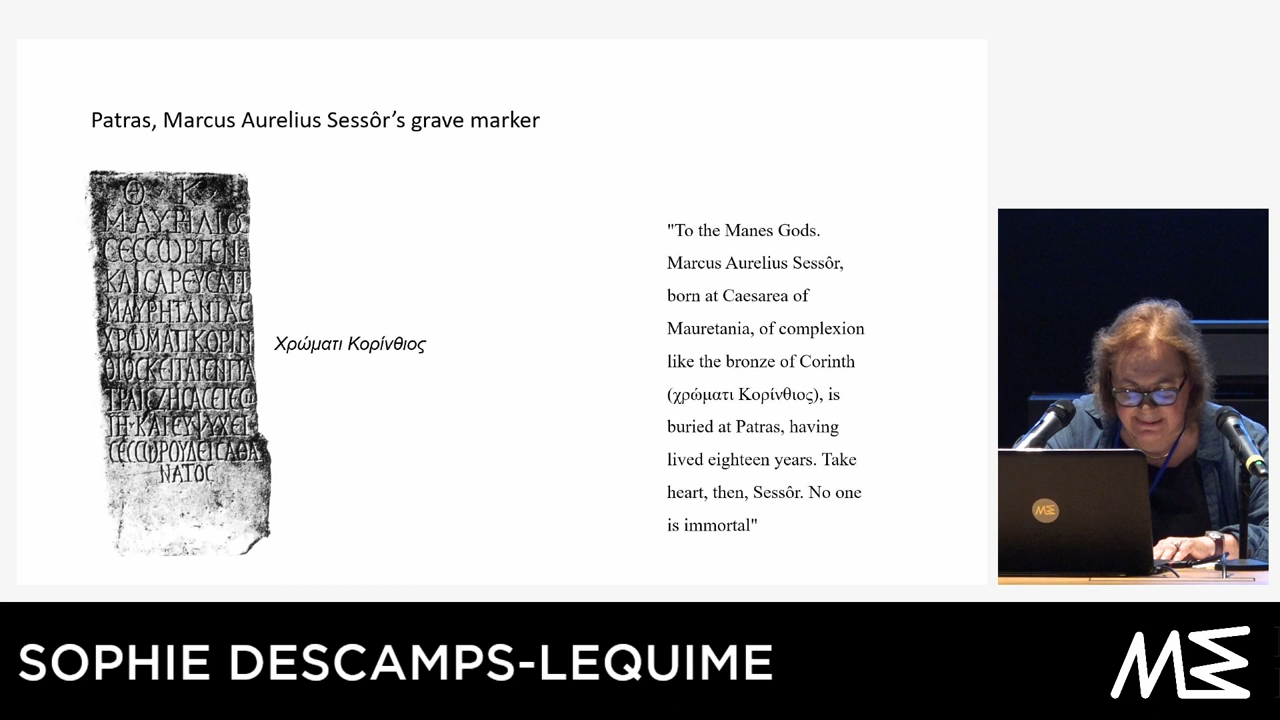 Patras, Marcus Aurelius Sessôr’s grave marker
Θ Κ
Μ ΑΥΡΗΛΙΟϹ
ϹΕϹϹΩΡ ΓΕΝΕΙ
ΚΑΙϹΑΡΕΥϹ ΑΠΟ
ΜΑΥΡΗΤΑΝΙΑϹ
ΧΡΩΜΑΤΙ ΚΟΡΙΝ
ΘΙΟϹ ΚΕΙΤΑΙ ΕΝ ΠΑ
ΤΡΑΙϹ ΖΗϹΑϹ ΕΤΕΩ
ΙΗ ΚΑΙ ΕΥΨΥΧΕΙ
ϹΕϹϹΩΡ ΟΥΔΕΙϹ ΑΘΑ
ΝΑΤΟϹ
Χρώματι Κορίνθιος
"To the Manes Gods.
Marcus Aurelius Sessôr,
born at Caesarea of
Mauretania, of complexion
like the bronze of Corinth
(χρώματι Κορίνθιος), is
buried at Patras, having
lived eighteen years. Take
heart, then, Sessôr. No one
is immortal"
SOPHIE DESCAMPS-LEQUIME